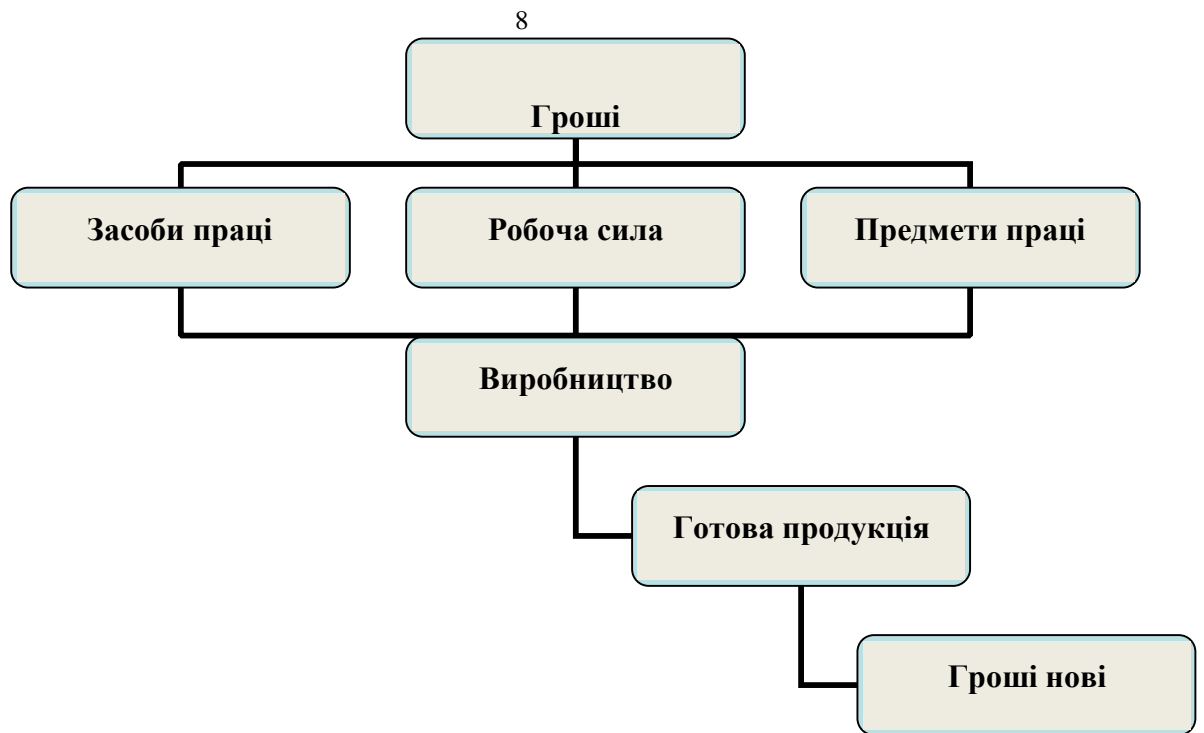 8
Гроші
Засоби праці
Робоча сила
Предмети праці
Виробництво
Готова продукція
Гроші нові